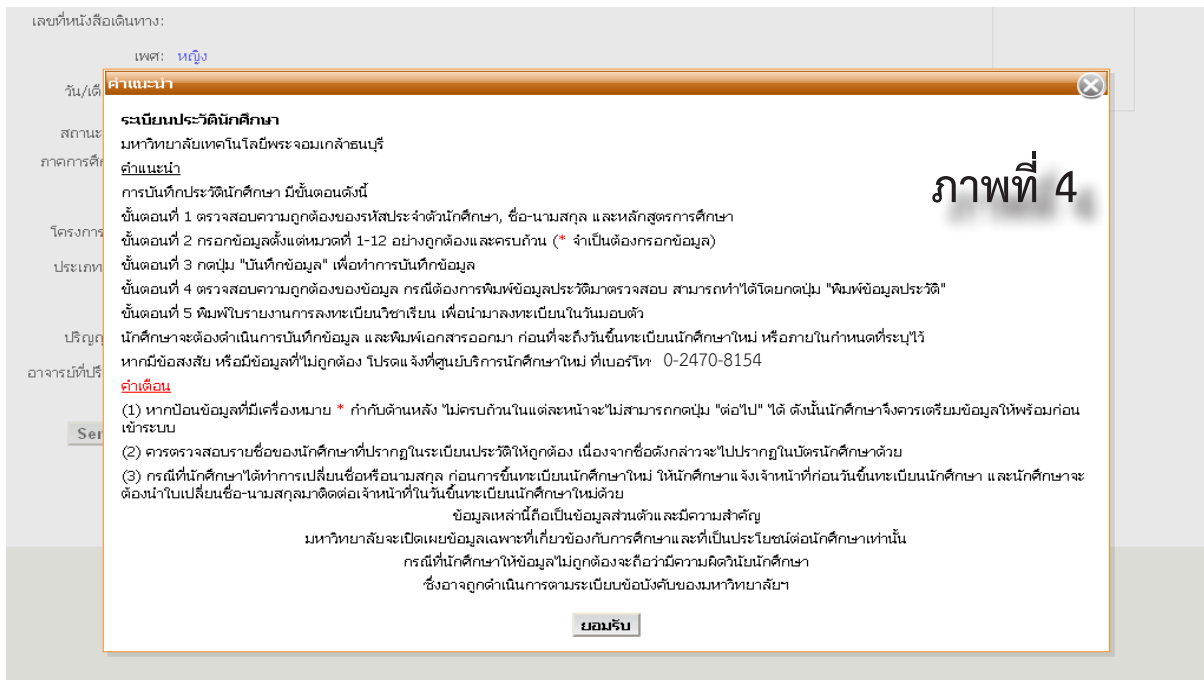 เลขที่หนังสือเดินทาง:
เพศ: หญิง
วัน/เดื
คำแนะนำ
ระเบียนประวัตินักศึกษา
สถานะ
มหาวิทยาลัยเทคโนโลยีพระจอมเกล้าธนบุรี
ภาคการศึก
คำแนะนำ
ภาพที่ 4
การบันทึกประวัตินักศึกษา มีขั้นตอนดังนี้
ขั้นตอนที่ 1 ตรวจสอบความถูกต้องของรหัสประจำตัวนักศึกษา, ชื่อ-นามสกุล และหลักสูตรการศึกษา
โครงการ
ขั้นตอนที่ 2 กรอกข้อมูลตั้งแต่หมวดที่ 1-12 อย่างถูกต้องและครบถ้วน (* จำเป็นต้องกรอกข้อมูล)
ประเภท
ขั้นตอนที่ 3 กดปุ่ม "บันทึกข้อมูล" เพื่อทำการบันทึกข้อมูล
ขั้นตอนที่ 4 ตรวจสอบความถูกต้องของข้อมูล กรณีต้องการพิมพ์ข้อมูลประวัติมาตรวจสอบ สามารถทำได้โดยกดปุ่ม "พิมพ์ข้อมูลประวัติ"
ขั้นตอนที่ 5 พิมพ์ใบรายงานการลงทะเบียนวิชาเรียน เพื่อนำมาลงทะเบียนในวันมอบตัว
ปริญญ
นักศึกษาจะต้องดำเนินการบันทึกข้อมูล และพิมพ์เอกสารออกมา ก่อนที่จะถึงวันขึ้นทะเบียนนักศึกษาใหม่ หรือภายในกำหนดที่ระบุไว้
หากมีข้อสงสัย หรือมีข้อมูลที่ไม่ถูกต้อง โปรดแจ้งที่ศูนย์บริการนักศึกษาใหม่ ที่เบอร์โท 0-2470-8154
อาจารย์ที่ปรึ
คำเตือน
(1) หากป้อนข้อมูลที่มีเครื่องหมาย * กำกับด้านหลัง ไม่ครบถ้วนในแต่ละหน้าจะไม่สามารถกดปุ่ม "ต่อไป" ได้ ดังนั้นนักศึกษาจึงควรเตรียมข้อมูลให้พร้อมก่อน
เข้าระบบ
Ser
(2) ควรตรวจสอบรายชื่อของนักศึกษาที่ปรากฏในระเบียนประวัติให้ถูกต้อง เนื่องจากชื่อดังกล่าวจะไปปรากฏในบัตรนักศึกษาด้วย
(3) กรณีที่นักศึกษาได้ทำการเปลี่ยนชื่อหรือนามสกุล ก่อนการขึ้นทะเบียนนักศึกษาใหม่ ให้นักศึกษาแจ้งเจ้าหน้าที่ก่อนวันขึ้นทะเบียนนักศึกษา และนักศึกษาจะ
ต้องนำใบเปลี่ยนชื่อ-นามสกุลมาติดต่อเจ้าหน้าที่ในวันขึ้นทะเบียนนักศึกษาใหม่ด้วย
ข้อมูลเหล่านี้ถือเป็นข้อมูลส่วนตัวและมีความสำคัญ
มหาวิทยาลัยจะเปิดเผยข้อมูลเฉพาะที่เกี่ยวข้องกับการศึกษาและที่เป็นประโยชน์ต่อนักศึกษาเท่านั้น
กรณีที่นักศึกษาให้ข้อมูลไม่ถูกต้องจะถือว่ามีความผิดวินัยนักศึกษา
ซึ่งอาจถูกดำเนินการตามระเบียบข้อบังคับของมหาวิทยาลัยฯ
ยอมรับ